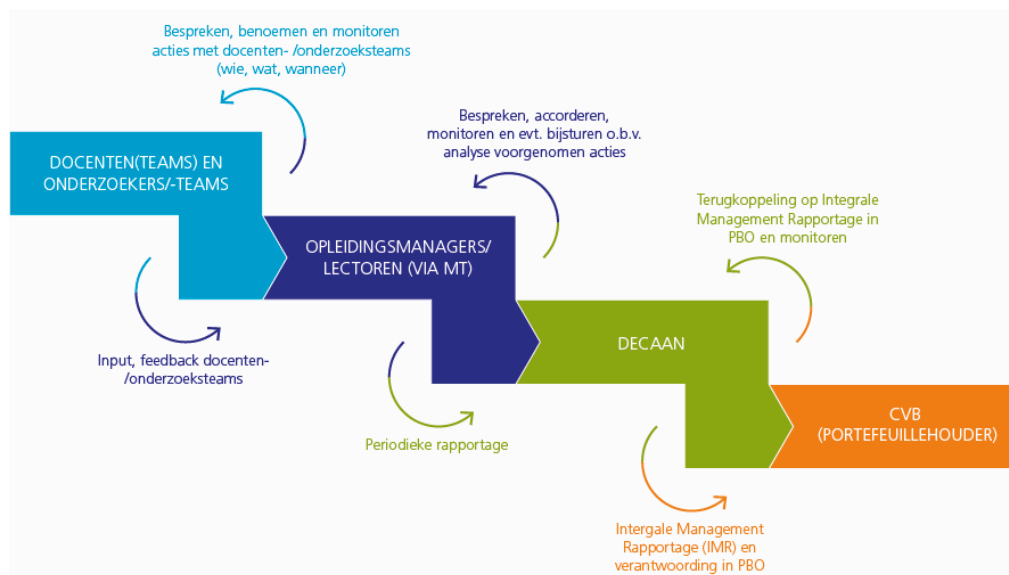 Bespreken, benoemen en monitoren
acties met docenten- /onderzoeksteams
(wie, wat, wanneer)
DOCENTEN(TEAMS) EN
ONDERZOEKERS/-TEAMS
Input, feedback docenten-
/onderzoeksteams
Bespreken, accorderen,
monitoren en evt. bijsturen o.b.v.
analyse voorgenomen acties
OPLEIDINGSMANAGERS/
LECTOREN (VIA MT)
Periodieke rapportage
Terugkoppeling op Integrale
Management Rapportage in
PBO en monitoren
DECAAN
Intergale Management
Rapportage (IMR) en
verantwoording in PBO
CVB
(PORTEFEUILLEHOUDER)